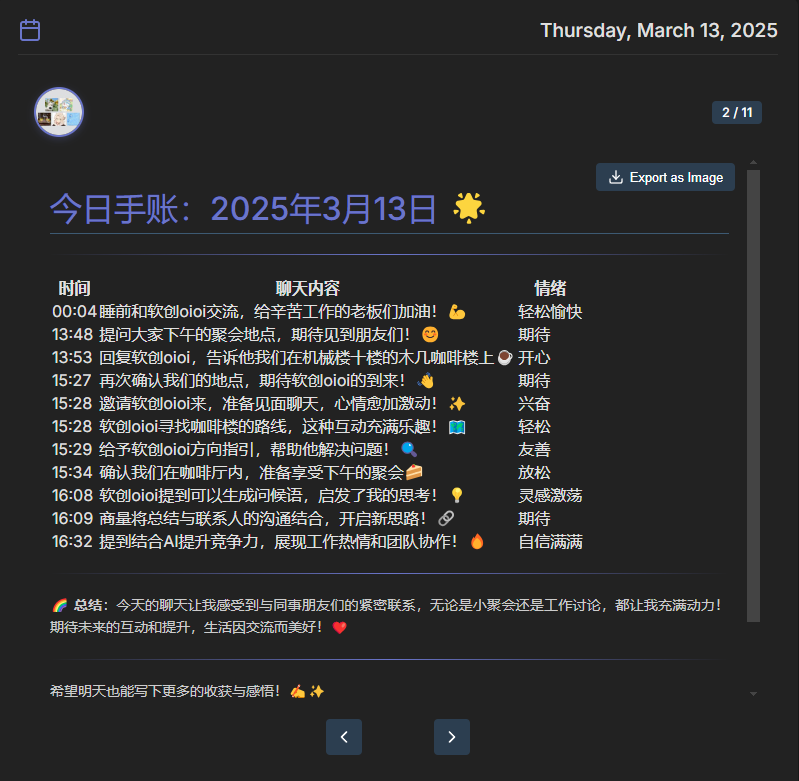 Thursday, March 13, 2025
2 / 11
Export as Image
今日手账：2025年3月13日 🌟
时间 聊天内容 情绪
00:04 睡前和软创oioi交流，给辛苦工作的老板们加油！💪 轻松愉快
13:48 提问大家下午的聚会地点，期待见到朋友们！😊 期待
13:53 回复软创oioi，告诉他我们在机械楼十楼的木几咖啡楼上☕ 开心
15:27 再次确认我们的地点，期待软创oioi的到来！👋 期待
15:28 邀请软创oioi来，准备见面聊天，心情愈加激动！✨ 兴奋
15:28 软创oioi寻找咖啡楼的路线，这种互动充满乐趣！🗺️ 轻松
15:29 给予软创oioi方向指引，帮助他解决问题！🔍 友善
15:34 确认我们在咖啡厅内，准备享受下午的聚会🍰 放松
16:08 软创oioi提到可以生成问候语，启发了我的思考！💡 灵感激荡
16:09 商量将总结与联系人的沟通结合，开启新思路！🔗 期待
16:32 提到结合AI提升竞争力，展现工作热情和团队协作！🔥 自信满满
🌈 总结：今天的聊天让我感受到与同事朋友们的紧密联系，无论是小聚会还是工作讨论，都让我充满动力！
期待未来的互动和提升，生活因交流而美好！❤️
希望明天也能写下更多的收获与感悟！✍️✨